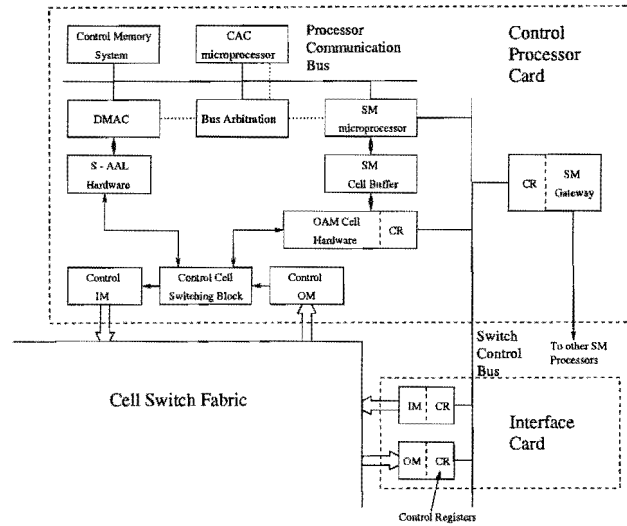 Control Memory
System
CAC
microprocessor
Processor
Communication
Bus
Control
Processor
Card
DMAC
Bus Arbitration
SM
microprocessor
S - AAL
Hardware
SM
Cell Buffer
CR
SM
Gateway
OAM Cell
Hardware
CR
Control
IM
Control Cell
Switching Block
Control
OM
Switch
Control
Bus
To other SM
Processors
Cell Switch Fabric
IM
CR
Interface
Card
OM
CR
Control Registers